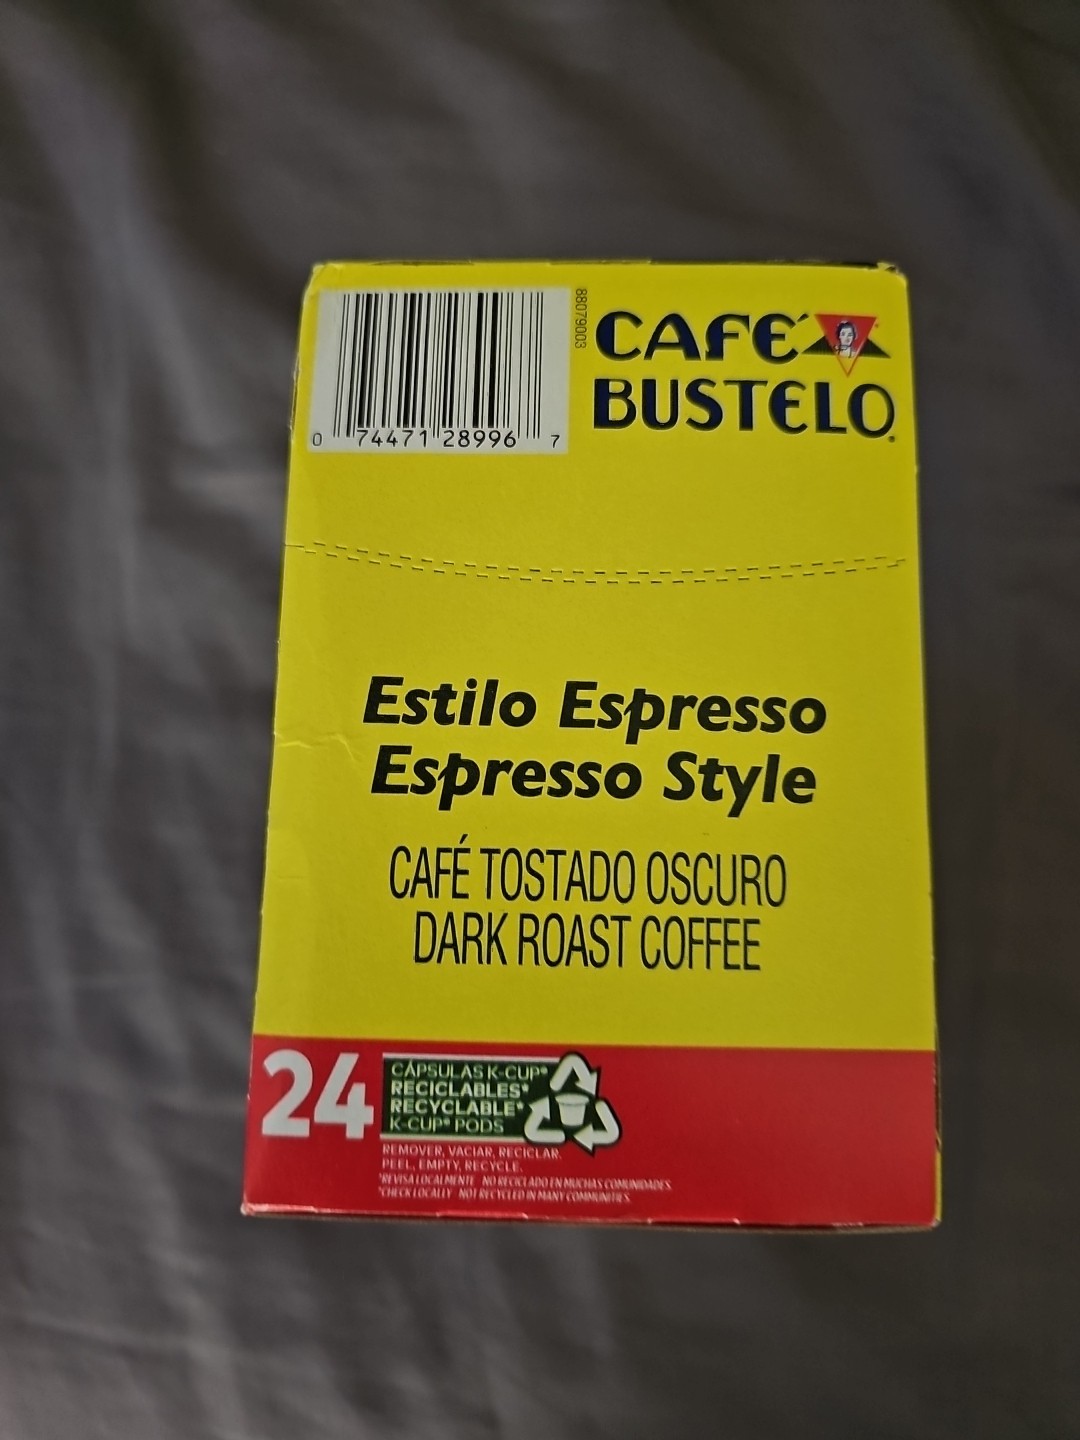 0 74471 28996 7
88079003
CAFÉ
BUSTELO
Estilo Espresso
Espresso Style
CAFÉ TOSTADO OSCURO
DARK ROAST COFFEE
24
CÁPSULAS K-CUP®
RECICLABLES*
RECYCLABLE*
K-CUP® PODS
REMOVER, VACIAR, RECICLAR.
PEEL, EMPTY, RECYCLE.
*REVISA LOCALMENTE NO RECICLADO EN MUCHAS COMUNIDADES.
*CHECK LOCALLY NOT RECYCLED IN MANY COMMUNITIES.